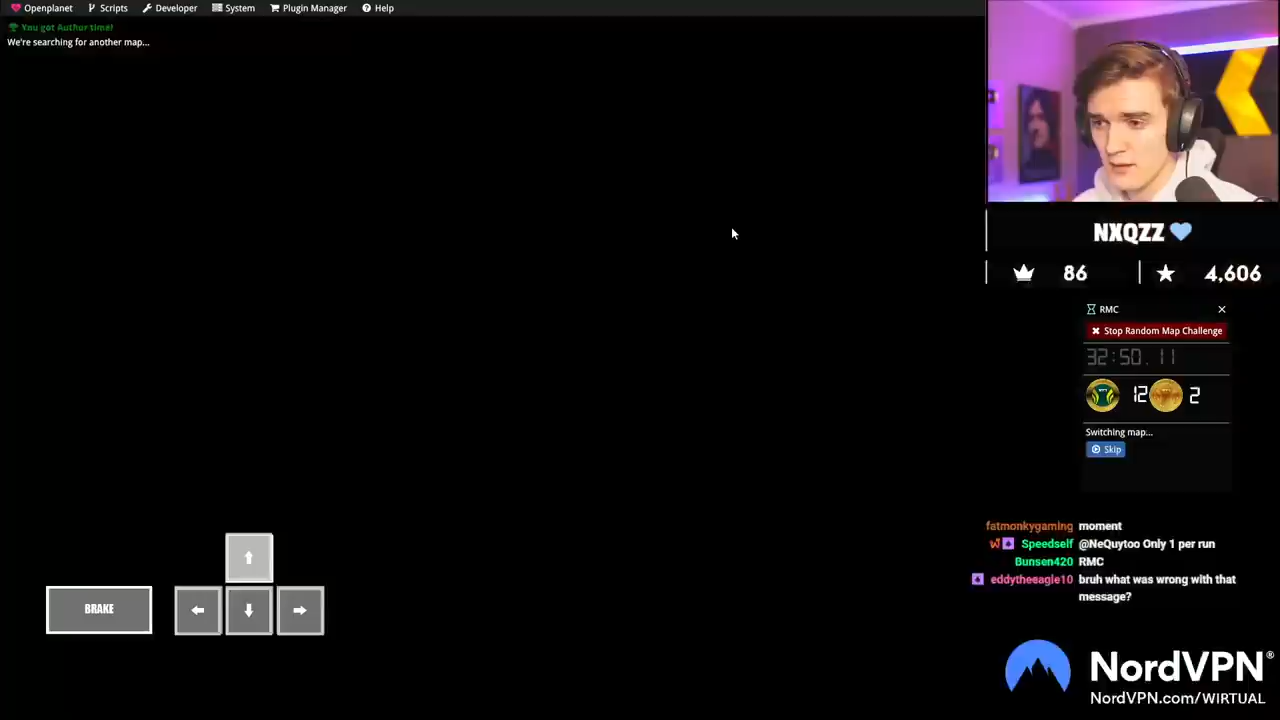 Openplanet Scripts Developer System Plugin Manager Help
You got Author time!
We're searching for another map...
NXQZZ
86 4,606
RMC
Stop Random Map Challenge
32:50.11
12 2
Switching map...
Skip
fatmonkygaming moment
Speedself @NeQuytoo Only 1 per run
Bunsen420 RMC
eddytheeagle10 bruh what was wrong with that
message?
BRAKE
NordVPN®
NordVPN.com/WIRTUAL